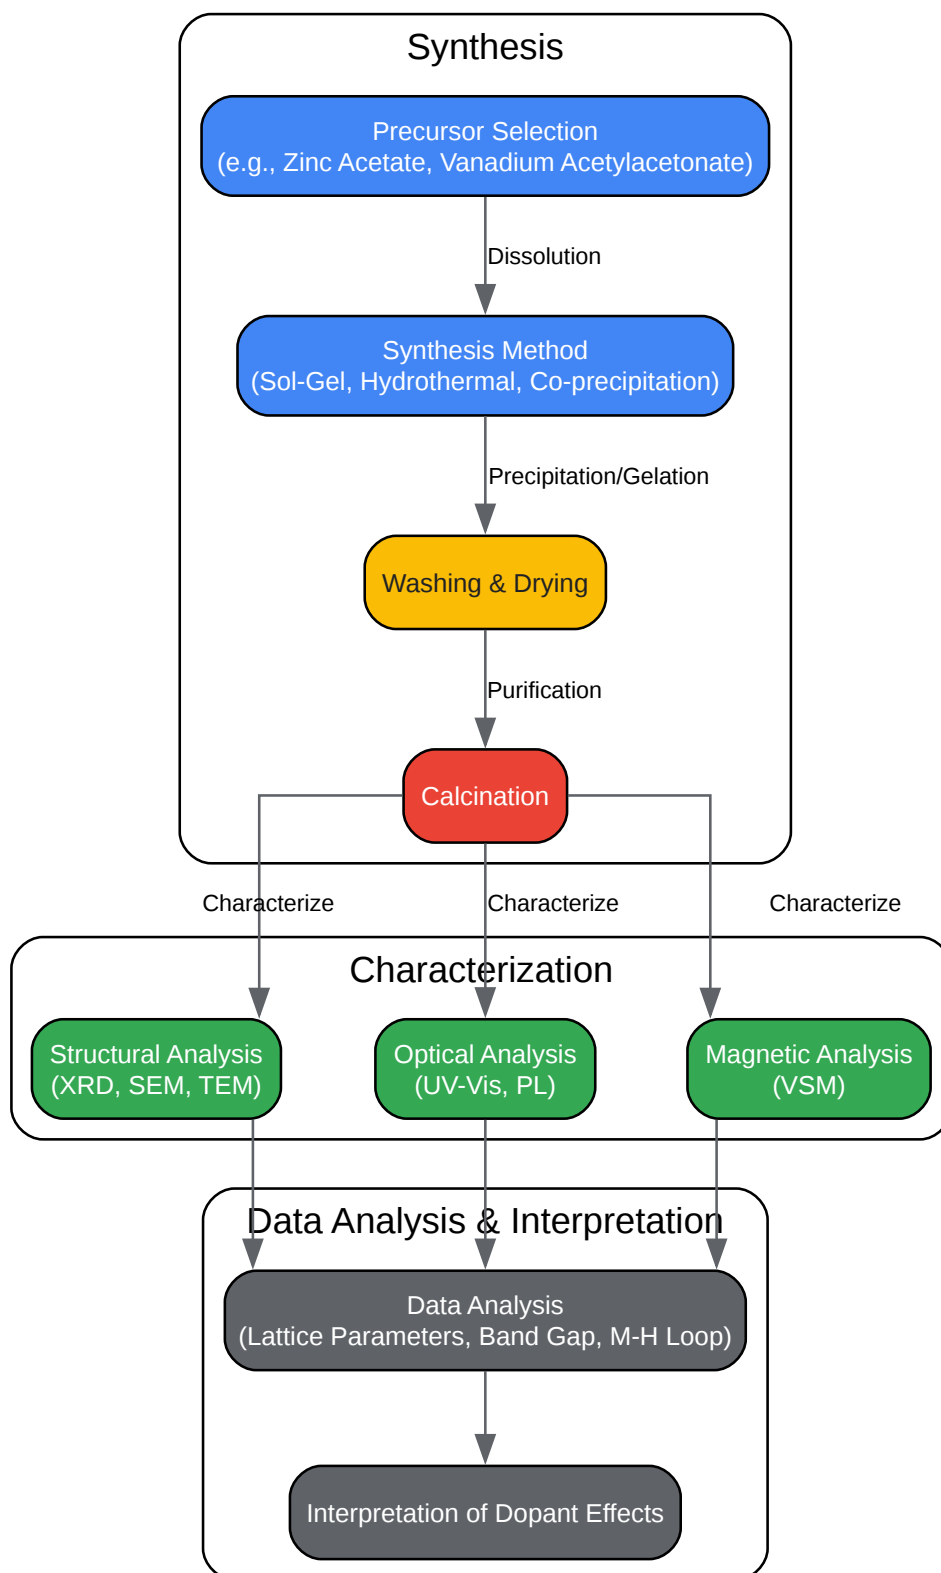 Synthesis
Precursor Selection
(e.g., Zinc Acetate, Vanadium Acetylacetonate)
Dissolution
Synthesis Method
(Sol-Gel, Hydrothermal, Co-precipitation)
Precipitation/Gelation
Washing & Drying
Purification
Calcination
Characterize
Characterize
Characterize
Characterization
Structural Analysis
(XRD, SEM, TEM)
Optical Analysis
(UV-Vis, PL)
Magnetic Analysis
(VSM)
Data Analysis & Interpretation
Data Analysis
(Lattice Parameters, Band Gap, M-H Loop)
Interpretation of Dopant Effects